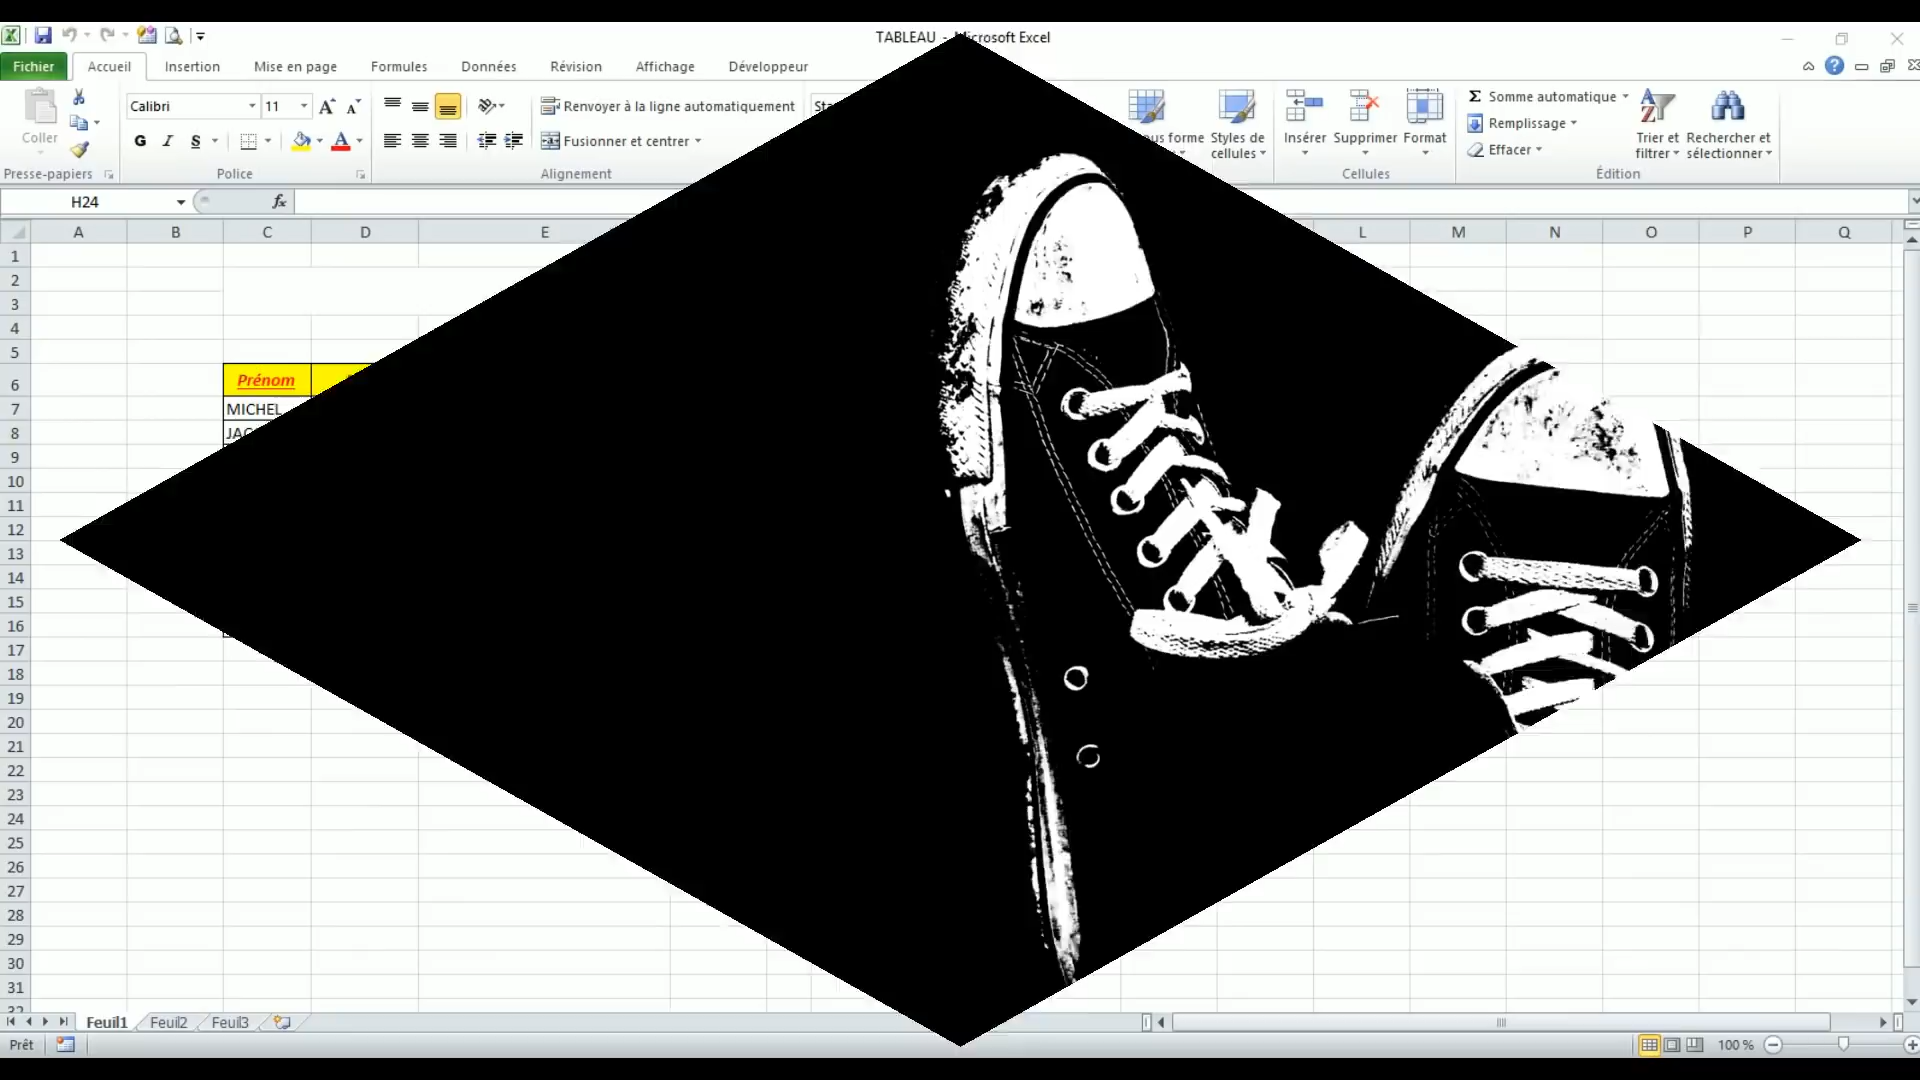 TABLEAU - Microsoft Excel
Fichier Accueil Insertion Mise en page Formules Données Révision Affichage Développeur
Calibri 11 Renvoyer à la ligne automatiquement
Somme automatique
Remplissage
Effacer
Coller
G I S
Fusionner et centrer
Styles de cellules
Insérer Supprimer Format
Trier et filtrer
Rechercher et sélectionner
Presse-papiers Police Alignement Cellules Édition
H24 fx
A B C D E L M N O P Q
1
2
3
4
5
6 Prénom
7 MICHEL
8
9
10
11
12
13
14
15
16
17
18
19
20
21
22
23
24
25
26
27
28
29
30
31
Feuil1 Feuil2 Feuil3
Prêt 100 %